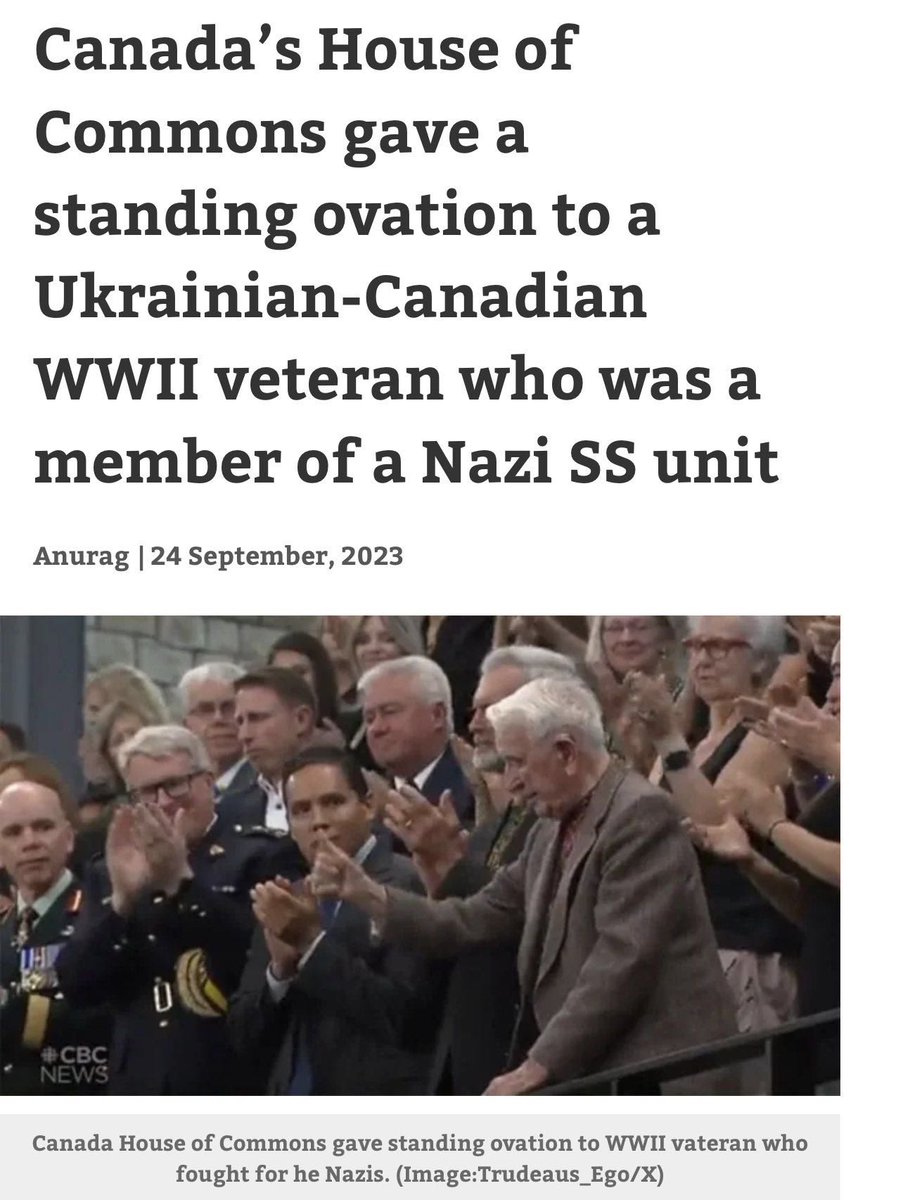 Canada’s House of
Commons gave a
standing ovation to a
Ukrainian-Canadian
WWII veteran who was a
member of a Nazi SS unit
Anurag | 24 September, 2023
CBC
NEWS
Canada House of Commons gave standing ovation to WWII vateran who
fought for he Nazis. (Image:Trudeaus_Ego/X)